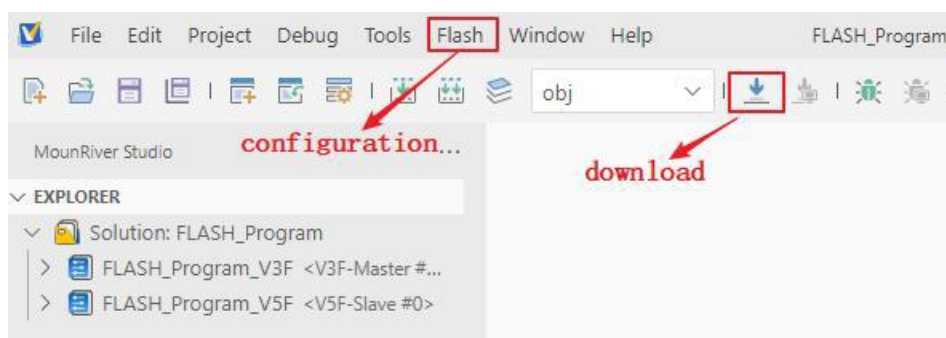 File Edit Project Debug Tools Flash Window Help FLASH_Program
obj
MounRiver Studio
configuration...
download
EXPLORER
Solution: FLASH_Program
FLASH_Program_V3F <V3F-Master #...
FLASH_Program_V5F <V5F-Slave #0>